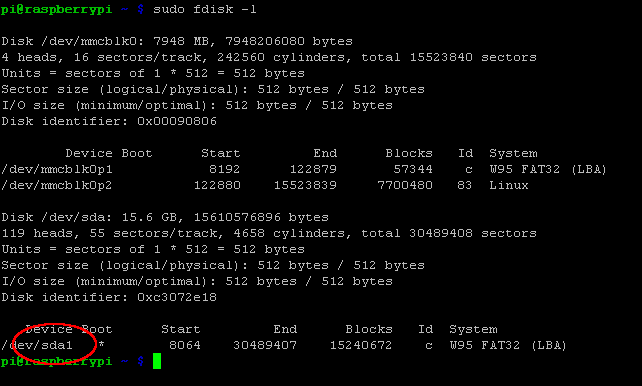 pi@raspberrypi ~ $ sudo fdisk -l
Disk /dev/mmcblk0: 7948 MB, 7948206080 bytes
4 heads, 16 sectors/track, 242560 cylinders, total 15523840 sectors
Units = sectors of 1 * 512 = 512 bytes
Sector size (logical/physical): 512 bytes / 512 bytes
I/O size (minimum/optimal): 512 bytes / 512 bytes
Disk identifier: 0x00090806
Device Boot Start End Blocks Id System
/dev/mmcblk0p1 8192 122879 57344 c W95 FAT32 (LBA)
/dev/mmcblk0p2 122880 15523839 7700480 83 Linux
Disk /dev/sda: 15.6 GB, 15610576896 bytes
119 heads, 55 sectors/track, 4658 cylinders, total 30489408 sectors
Units = sectors of 1 * 512 = 512 bytes
Sector size (logical/physical): 512 bytes / 512 bytes
I/O size (minimum/optimal): 512 bytes / 512 bytes
Disk identifier: 0xc3072e18
Device Boot Start End Blocks Id System
/dev/sda1 * 8064 30489407 15240672 c W95 FAT32 (LBA)
pi@raspberrypi ~ $